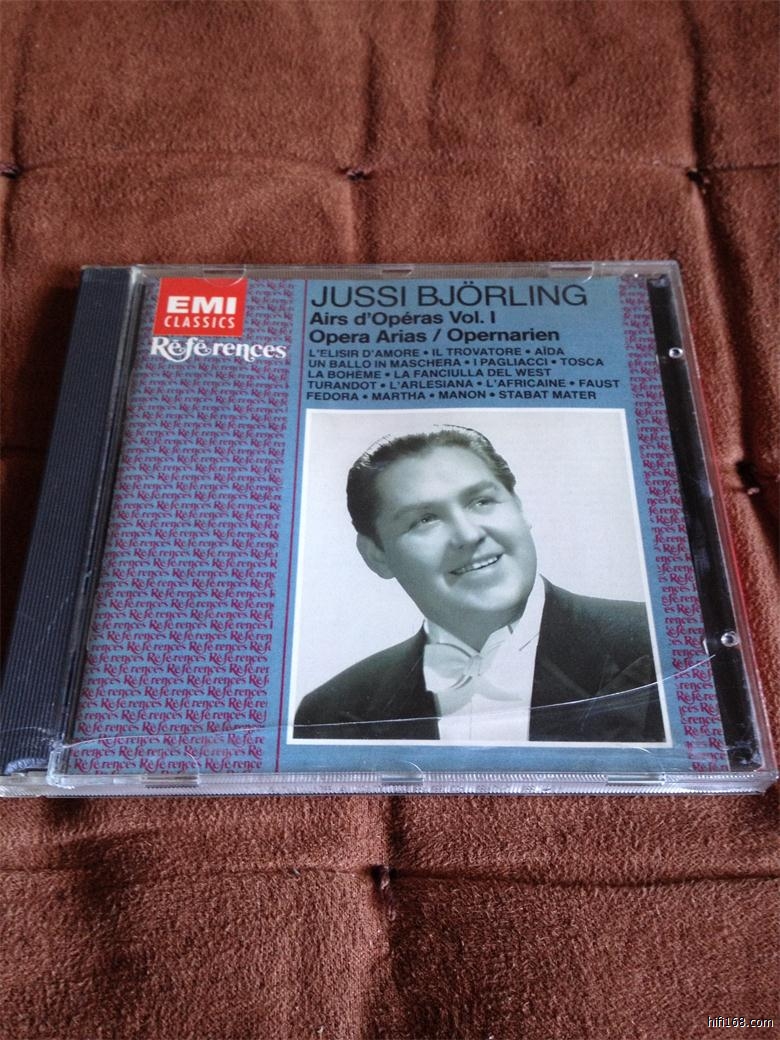 EMI
CLASSICS
Références
JUSSI BJÖRLING
Airs d'Opéras Vol. I
Opera Arias / Opernarien
L'ELISIR D'AMORE • IL TROVATORE • AÏDA
UN BALLO IN MASCHERA • I PAGLIACCI • TOSCA
LA BOHÈME • LA FANCIULLA DEL WEST
TURANDOT • L'ARLESIANA • L'AFRICAINE • FAUST
FEDORA • MARTHA • MANON • STABAT MATER
hifi168.com